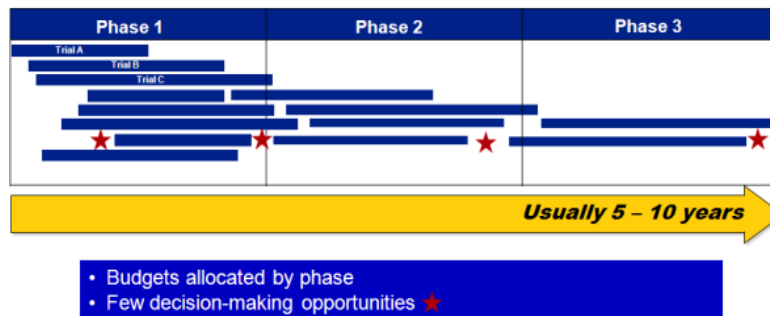 Phase 1 Phase 2 Phase 3
Trial A
Trial B
Trial C
Usually 5 – 10 years
• Budgets allocated by phase
• Few decision-making opportunities